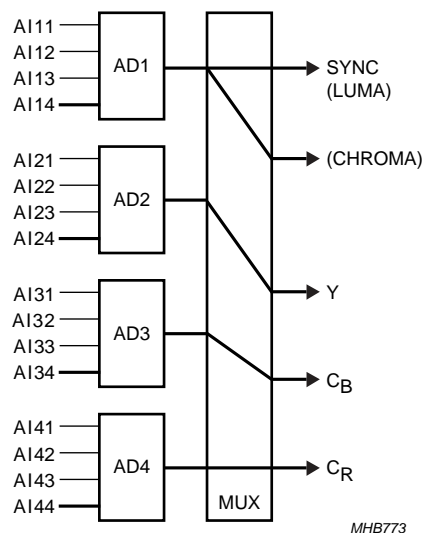 AI11
AI12
AI13
AI14
AD1
SYNC
(LUMA)
(CHROMA)
AI21
AI22
AI23
AI24
AD2
Y
AI31
AI32
AI33
AI34
AD3
CB
AI41
AI42
AI43
AI44
AD4
CR
MUX
MHB773